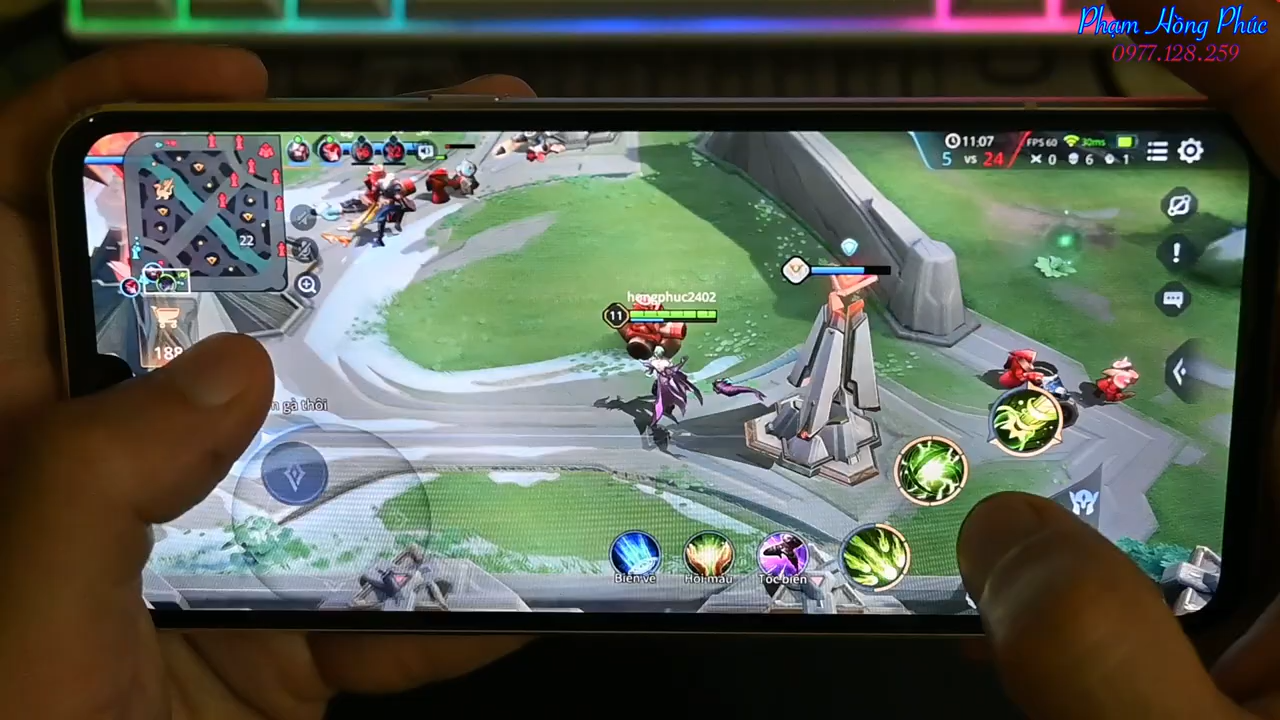 Phạm Hồng Phúc
0977.128.259
11:07
FPS 60
30ms
5 vs 24
0
6
1
22
hongphuc2402
11
188
gà thôi
Biến về
Hồi máu
Tốc biến